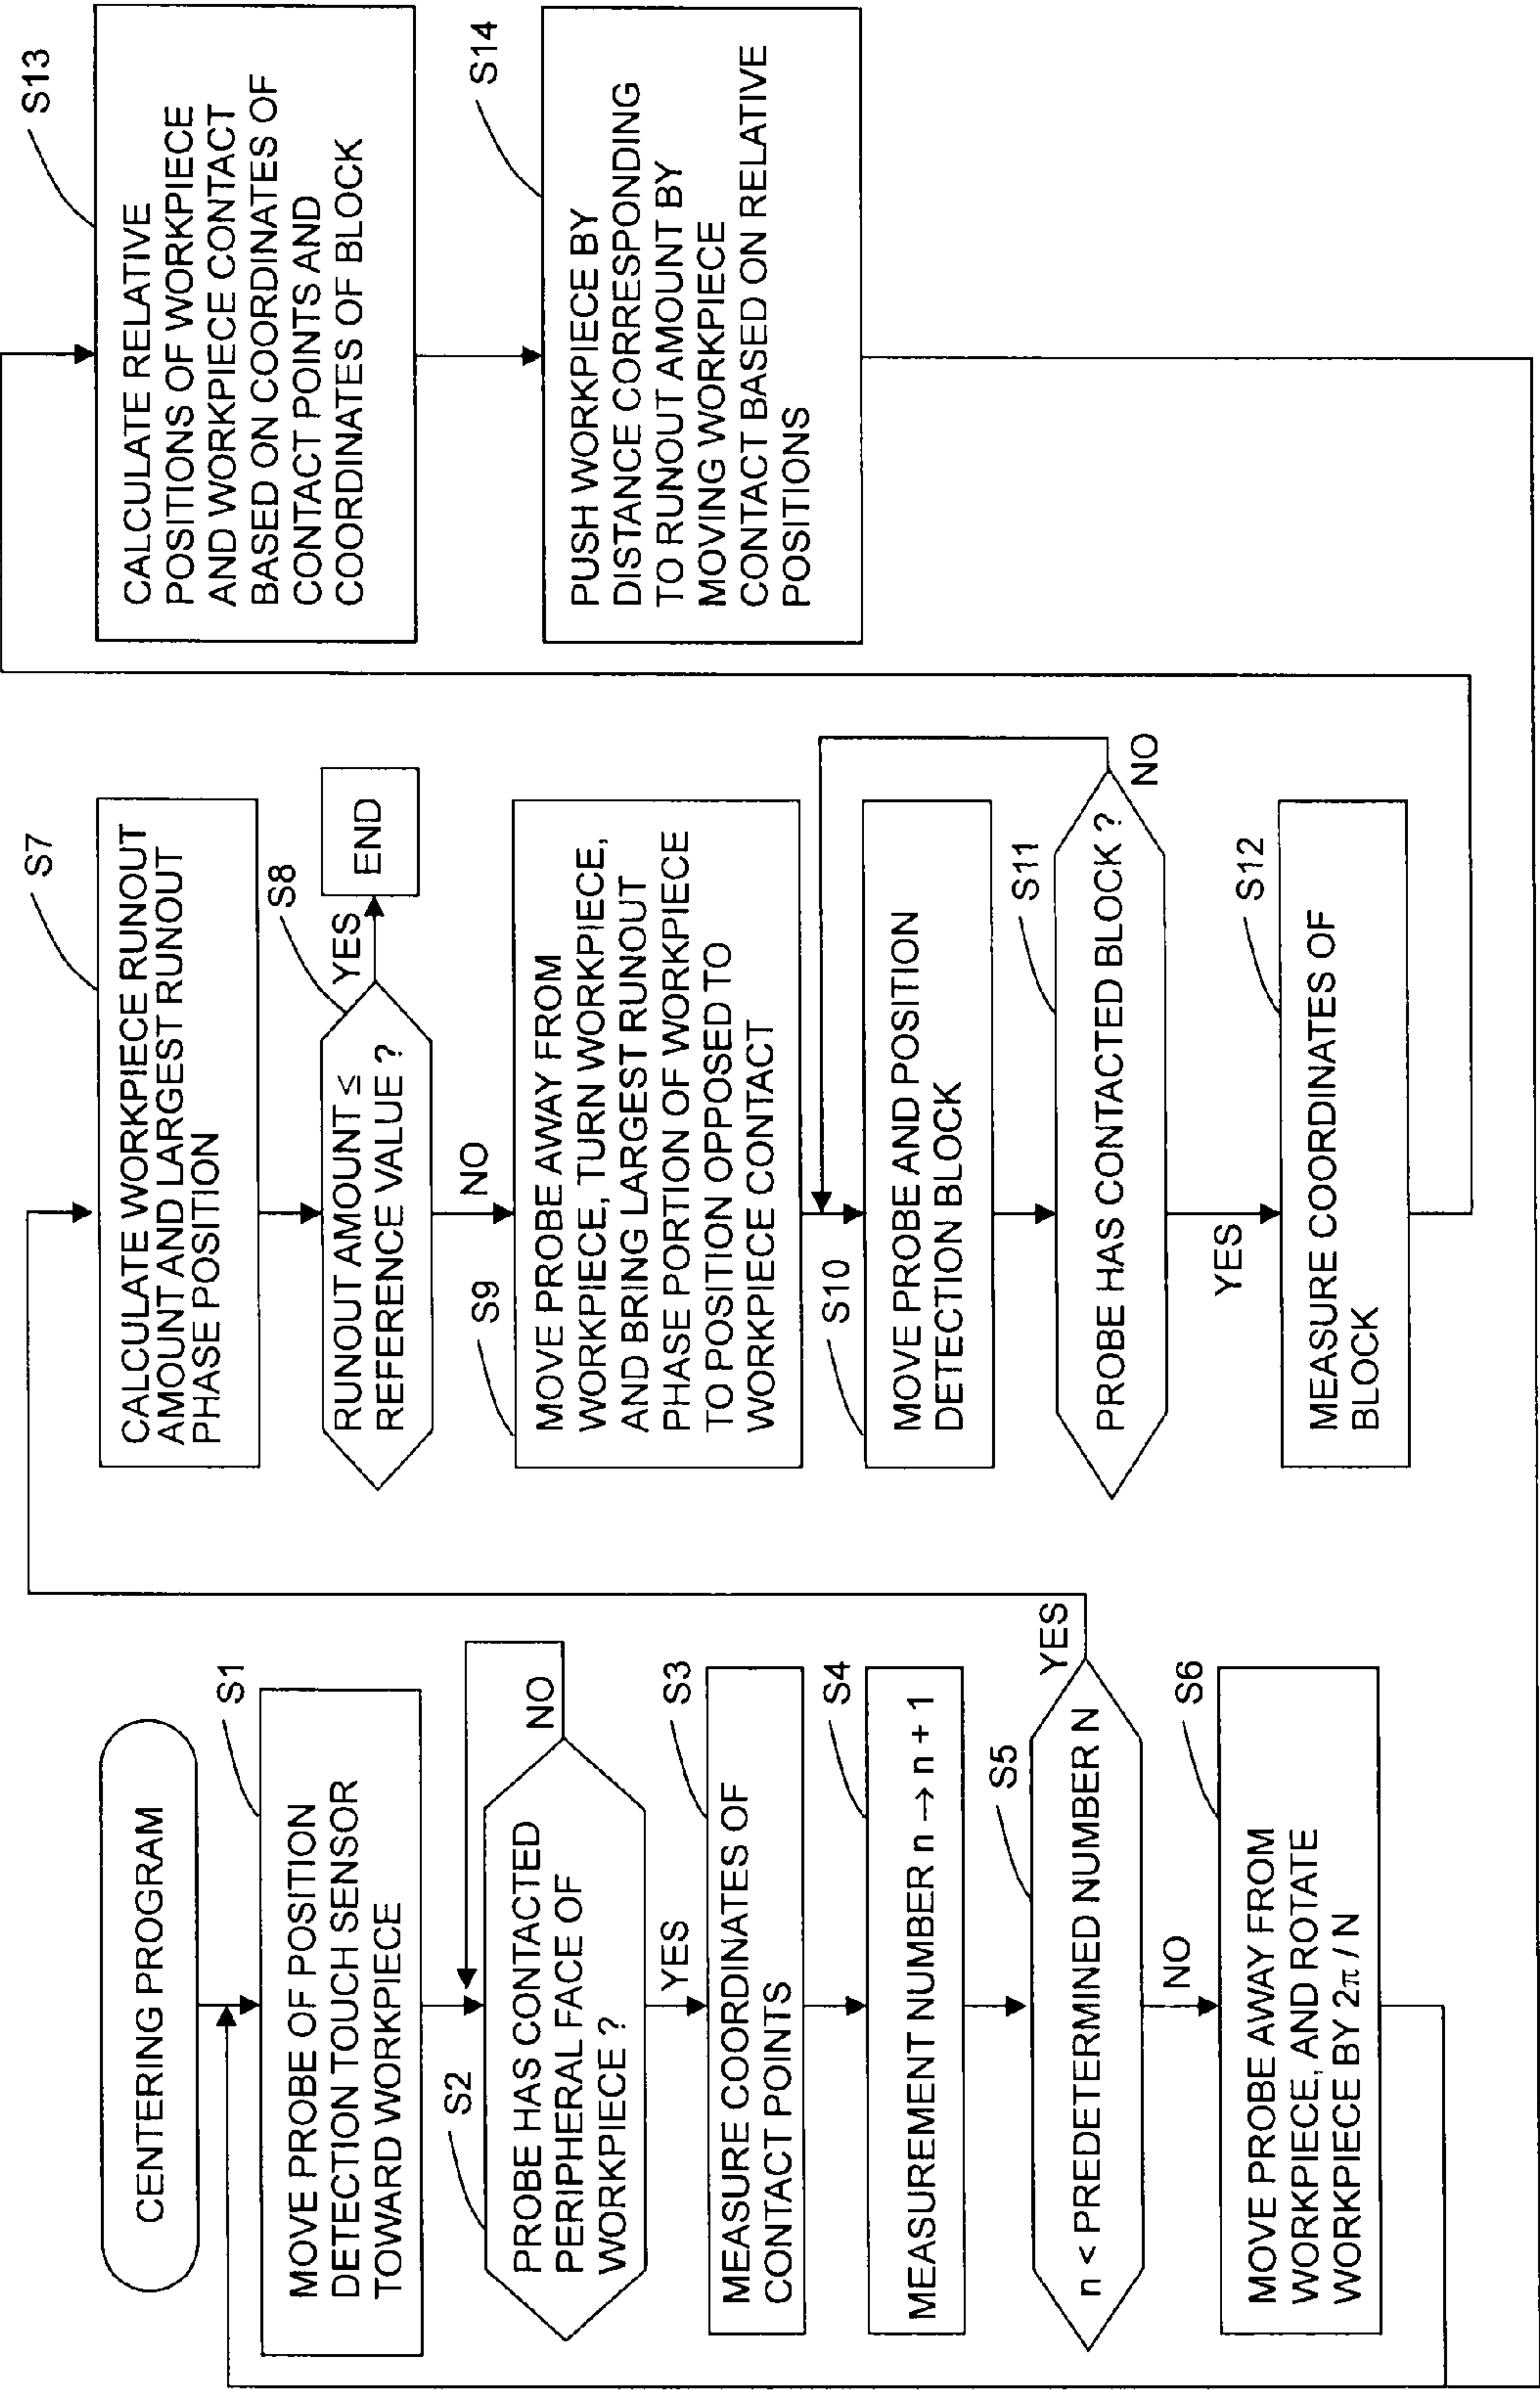 CENTERING PROGRAM
S1
MOVE PROBE OF POSITION
DETECTION TOUCH SENSOR
TOWARD WORKPIECE
S2
PROBE HAS CONTACTED
PERIPHERAL FACE OF
WORKPIECE ?
NO
YES
S3
MEASURE COORDINATES OF
CONTACT POINTS
S4
MEASUREMENT NUMBER n → n + 1
S5
n < PREDETERMINED NUMBER N
YES
NO
S6
MOVE PROBE AWAY FROM
WORKPIECE, AND ROTATE
WORKPIECE BY 2π / N
S7
CALCULATE WORKPIECE RUNOUT
AMOUNT AND LARGEST RUNOUT
PHASE POSITION
S8
RUNOUT AMOUNT ≤
REFERENCE VALUE ?
YES
END
NO
S9
MOVE PROBE AWAY FROM
WORKPIECE, TURN WORKPIECE,
AND BRING LARGEST RUNOUT
PHASE PORTION OF WORKPIECE
TO POSITION OPPOSED TO
WORKPIECE CONTACT
S10
MOVE PROBE AND POSITION
DETECTION BLOCK
S11
PROBE HAS CONTACTED BLOCK ?
NO
YES
S12
MEASURE COORDINATES OF
BLOCK
S13
CALCULATE RELATIVE
POSITIONS OF WORKPIECE
AND WORKPIECE CONTACT
BASED ON COORDINATES OF
CONTACT POINTS AND
COORDINATES OF BLOCK
S14
PUSH WORKPIECE BY
DISTANCE CORRESPONDING
TO RUNOUT AMOUNT BY
MOVING WORKPIECE
CONTACT BASED ON RELATIVE
POSITIONS